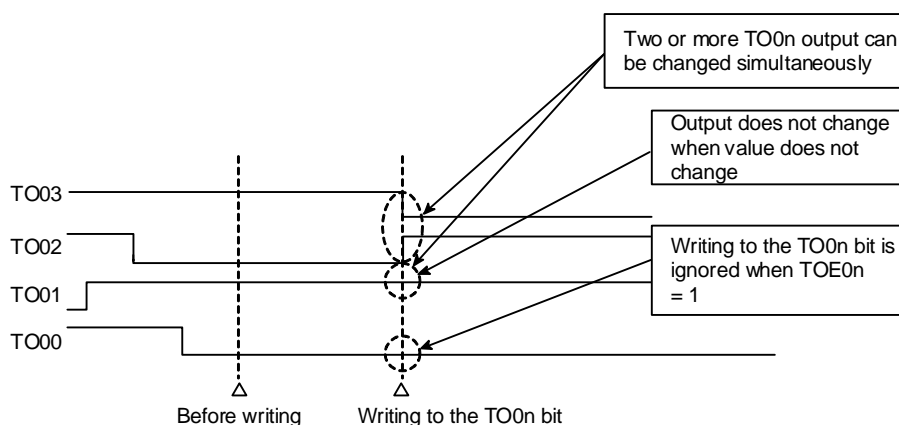 Two or more TO0n output can
be changed simultaneously
Output does not change
when value does not
change
TO03
TO02
Writing to the TO0n bit is
ignored when TOE0n
= 1
TO01
TO00
Before writing
Writing to the TO0n bit